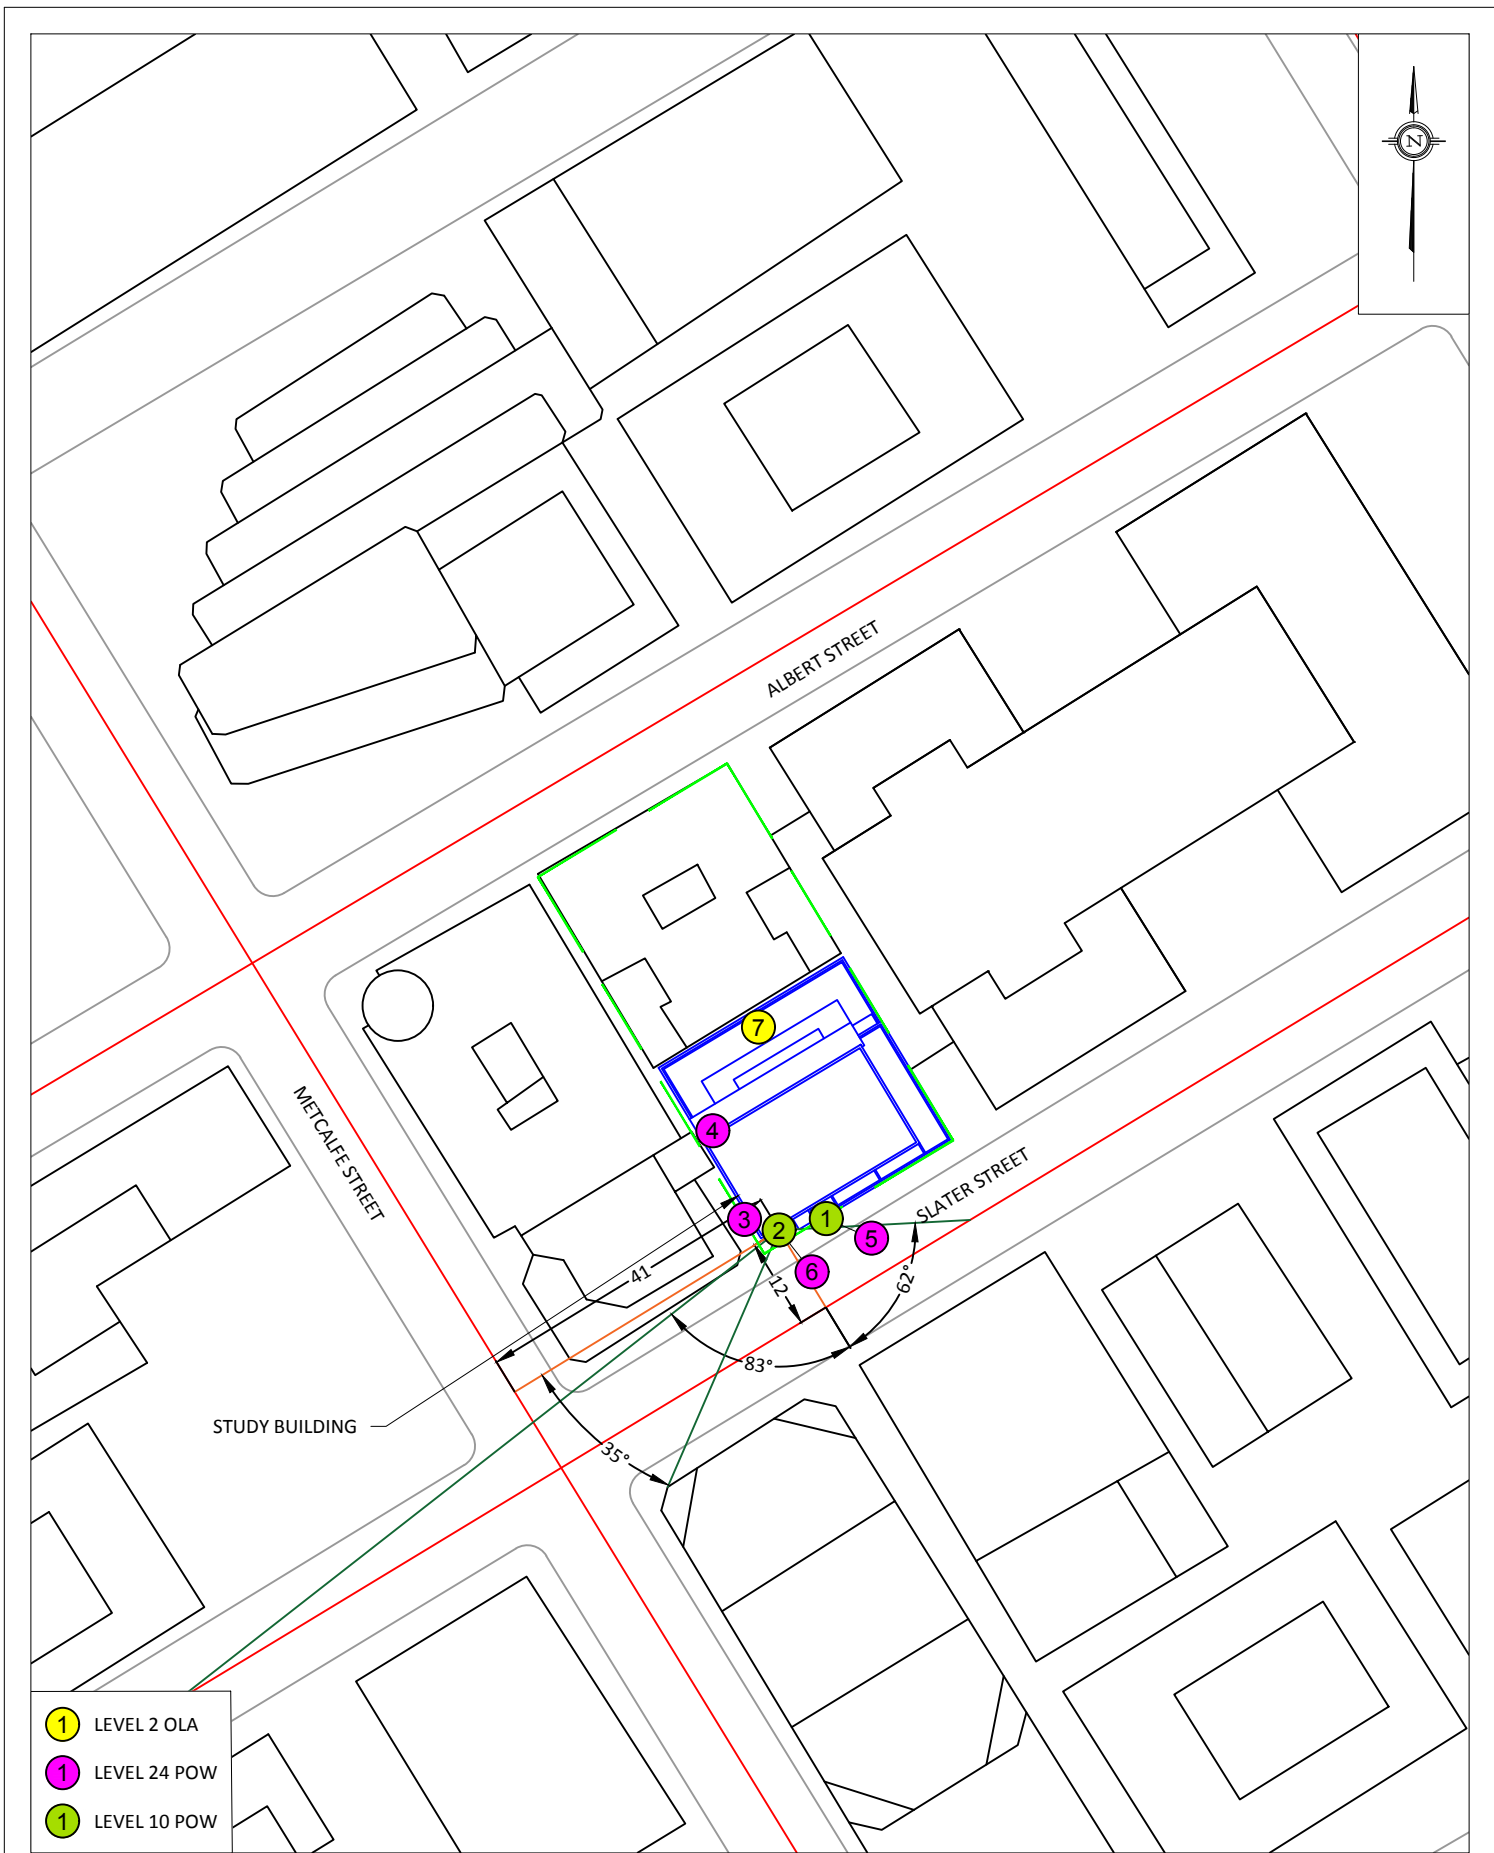 N
ALBERT STREET
7
METCALFE STREET
4
SLATER STREET
3
2
1
5
6
41
12
62°
83°
STUDY BUILDING
35°
1 LEVEL 2 OLA
1 LEVEL 24 POW
1 LEVEL 10 POW